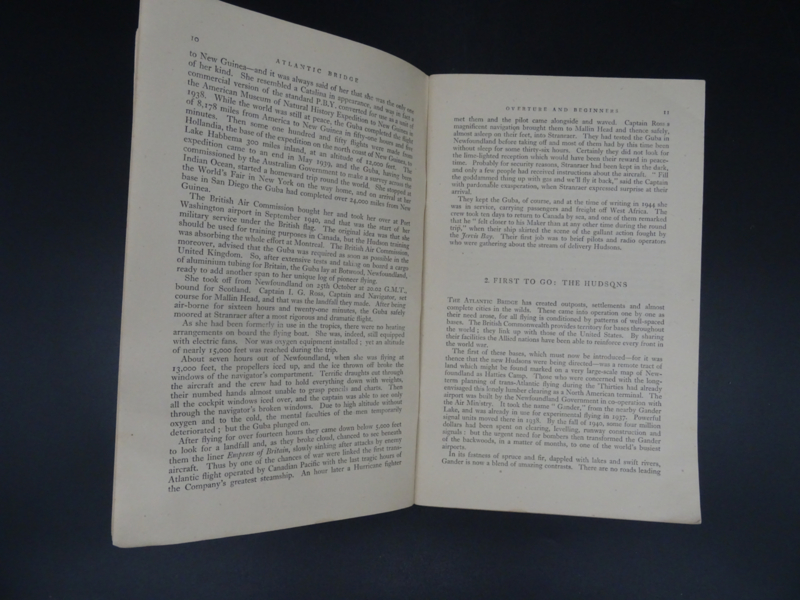 10
ATLANTIC BRIDGE
to New Guinea—and it was always said of her that she was the only one
of her kind. She resembled a Catalina in appearance, and was in fact a
commercial version of the standard P.B.Y. converted for use as a unit of
the American Museum of Natural History Expedition to New Guinea in
1938. While the world was still at peace, the Guba completed the flight
of 8,178 miles from America to New Guinea in fifty-one hours and
minutes. Then some one hundred and fifty flights were made from
Hollandia, the base of the expedition on the north coast of New Guinea, to
Lake Habbema 300 miles inland, at an altitude of 12,000 feet. The
expedition came to an end in May 1939, and the Guba, having been
commissioned by the Australian Government to make a survey across the
Indian Ocean, started a homeward trip round the world. She stopped at
the World's Fair in New York on the way home, and on arrival at her
base in San Diego the Guba had completed over 24,000 miles from New
Guinea.
The British Air Commission bought her and took her over at Port
Washington airport in September 1940, and that was the start of her
military service under the British flag. The original idea was that she
should be used for training purposes in Canada, but the Hudson training
was absorbing the whole effort at Montreal. The British Air Commission,
moreover, advised that the Guba was required as soon as possible in the
United Kingdom. So, after extensive tests and taking on board a cargo
of aluminium tubing for Britain, the Guba lay at Botwood, Newfoundland,
ready to add another span to her unique log of pioneer flying.
She took off from Newfoundland on 25th October at 20.02 G.M.T.,
bound for Scotland. Captain I. G. Ross, Captain and Navigator, set
course for Mallin Head, and that was the landfall they made. After being
air-borne for sixteen hours and twenty-one minutes, the Guba safely
moored at Stranraer after a most rigorous and dramatic flight.
As she had been formerly in use in the tropics, there were no heating
arrangements on board the flying boat. She was, indeed, still equipped
with electric fans. Nor was oxygen equipment installed; yet an altitude
of nearly 15,000 feet was reached during the trip.
About seven hours out of Newfoundland, when she was flying at
13,000 feet, the propellers iced up, and the ice thrown off broke the
windows of the navigator's compartment. Terrific draughts cut through
the aircraft and the crew had to hold everything down with weights,
their numbed hands almost unable to grasp pencils and charts. Then
all the cockpit windows iced over, and the captain was able to see only
through the navigator's broken windows. Due to high altitude without
oxygen and to the cold, the mental faculties of the men temporarily
deteriorated; but the Guba plunged on.
After flying for over fourteen hours they came down below 5,000 feet
to look for a landfall and, as they broke cloud, chanced to see beneath
them the liner Empress of Britain, slowly sinking after attacks by enemy
aircraft. Thus by one of the chances of war were linked the first trans-
Atlantic flight operated by Canadian Pacific with the last tragic hours of
the Company's greatest steamship. An hour later a Hurricane fighter
OVERTURE AND BEGINNERS 11
met them and the pilot came alongside and waved. Captain Ross's
magnificent navigation brought them to Mallin Head and thence safely,
almost asleep on their feet, into Stranraer. They had tested the Guba in
Newfoundland before taking off and most of them had by this time been
without sleep for some thirty-six hours. Certainly they did not look for
the lime-lighted reception which would have been their reward in peace-
time. Probably for security reasons, Stranraer had been kept in the dark,
and only a few people had received instructions about the aircraft. "Fill
the goddamned thing up with gas and we'll fly it back," said the Captain
with pardonable exasperation, when Stranraer expressed surprise at their
arrival.
They kept the Guba, of course, and at the time of writing in 1944 she
was in service, carrying passengers and freight off West Africa. The
crew took ten days to return to Canada by sea, and one of them remarked
that he "felt closer to his Maker then at any other time during the round
trip," when their ship skirted the scene of the gallant action fought by
the Jervis Bay. Their first job was to brief pilots and radio operators
who were gathering about the stream of delivery Hudsons.
2. FIRST TO GO: THE HUDSONS
THE ATLANTIC BRIDGE has created outposts, settlements and almost
complete cities in the wilds. These came into operation one by one as
their need arose, for all flying is conditioned by patterns of well-spaced
bases. The British Commonwealth provides territory for bases throughout
the world; they link up with those of the United States. By sharing
their facilities the Allied nations have been able to reinforce every front in
the world war.
The first of these bases, which must now be introduced—for it was
thence that the new Hudsons were being directed—was a remote tract of
land which might be found marked on a very large-scale map of New-
foundland as Hatties Camp. Those who were concerned with the long-
term planning of trans-Atlantic flying during the 'Thirties had already
envisaged this lonely lumber clearing as a North American terminal. The
airport was built by the Newfoundland Government in co-operation with
the Air Ministry. It took the name "Gander," from the nearby Gander
Lake, and was already in use for experimental flying in 1937. Powerful
signal units moved there in 1938. By the fall of 1940, some four million
dollars had been spent on clearing, levelling, runway construction and
signals; but the urgent need for bombers then transformed the Gander
of the backwoods, in a matter of months, to one of the world's busiest
airports.
In its fortness of spruce and fir, dappled with lakes and swift rivers,
Gander is now a blend of amazing contrasts. There are no roads leading